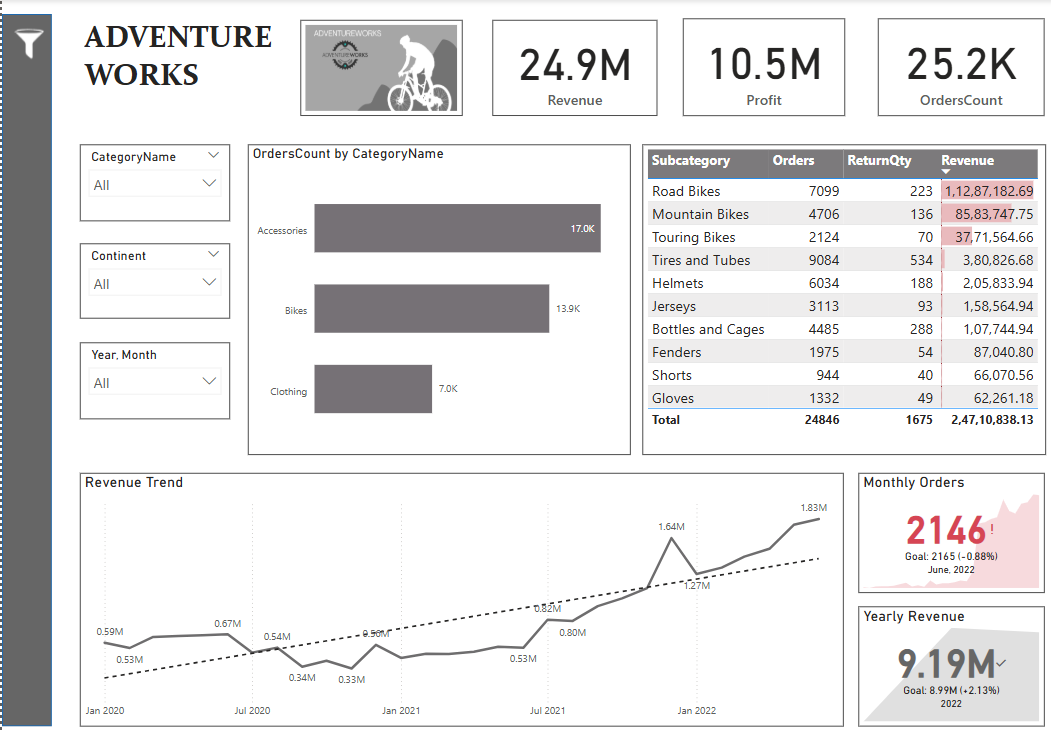 ADVENTURE
WORKS
ADVENTUREWORKS
ADVENTUREWORKS
24.9M
Revenue
10.5M
Profit
25.2K
OrdersCount
CategoryName
All
Continent
All
Year, Month
All
OrdersCount by CategoryName
Accessories 17.0K
Bikes 13.9K
Clothing 7.0K
Subcategory Orders ReturnQty Revenue
Road Bikes 7099 223 1,12,87,182.69
Mountain Bikes 4706 136 85,83,747.75
Touring Bikes 2124 70 37,71,564.66
Tires and Tubes 9084 534 3,80,826.68
Helmets 6034 188 2,05,833.94
Jerseys 3113 93 1,58,564.94
Bottles and Cages 4485 288 1,07,744.94
Fenders 1975 54 87,040.80
Shorts 944 40 66,070.56
Gloves 1332 49 62,261.18
Total 24846 1675 2,47,10,838.13
Revenue Trend
0.59M
0.53M
0.67M
0.54M
0.34M
0.33M
0.53M
0.82M
0.80M
1.64M
1.27M
1.83M
Jan 2020 Jul 2020 Jan 2021 Jul 2021 Jan 2022
Monthly Orders
2146!
Goal: 2165 (-0.88%)
June, 2022
Yearly Revenue
9.19M
Goal: 8.99M (+2.13%)
2022